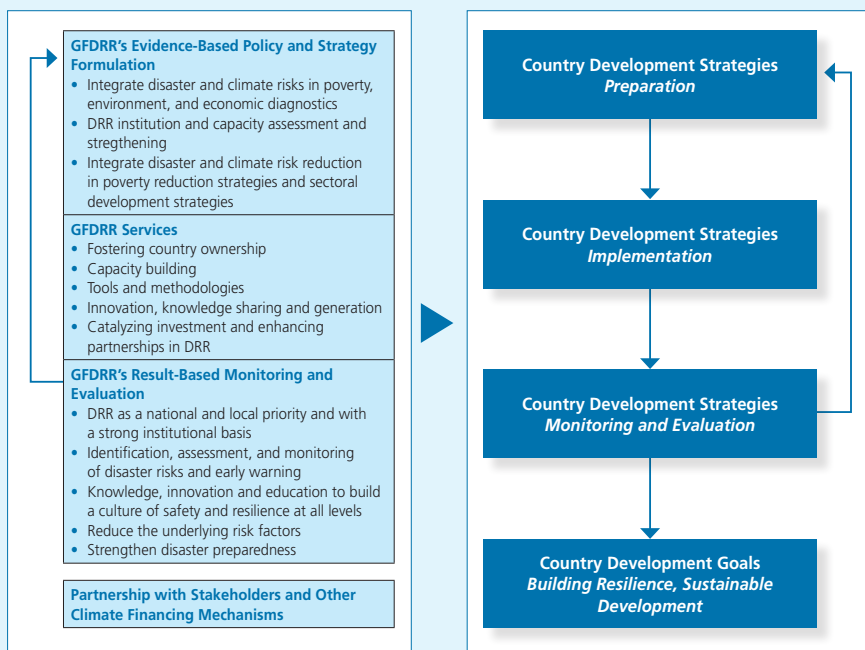 GFDRR's Evidence-Based Policy and Strategy
Formulation
• Integrate disaster and climate risks in poverty,
environment, and economic diagnostics
• DRR institution and capacity assessment and
stregthening
• Integrate disaster and climate risk reduction
in poverty reduction strategies and sectoral
development strategies
GFDRR Services
• Fostering country ownership
• Capacity building
• Tools and methodologies
• Innovation, knowledge sharing and generation
• Catalyzing investment and enhancing
partnerships in DRR
GFDRR's Result-Based Monitoring and
Evaluation
• DRR as a national and local priority and with
a strong institutional basis
• Identification, assessment, and monitoring
of disaster risks and early warning
• Knowledge, innovation and education to build
a culture of safety and resilience at all levels
• Reduce the underlying risk factors
• Strengthen disaster preparedness
Partnership with Stakeholders and Other
Climate Financing Mechanisms
Country Development Strategies
Preparation
Country Development Strategies
Implementation
Country Development Strategies
Monitoring and Evaluation
Country Development Goals
Building Resilience, Sustainable
Development